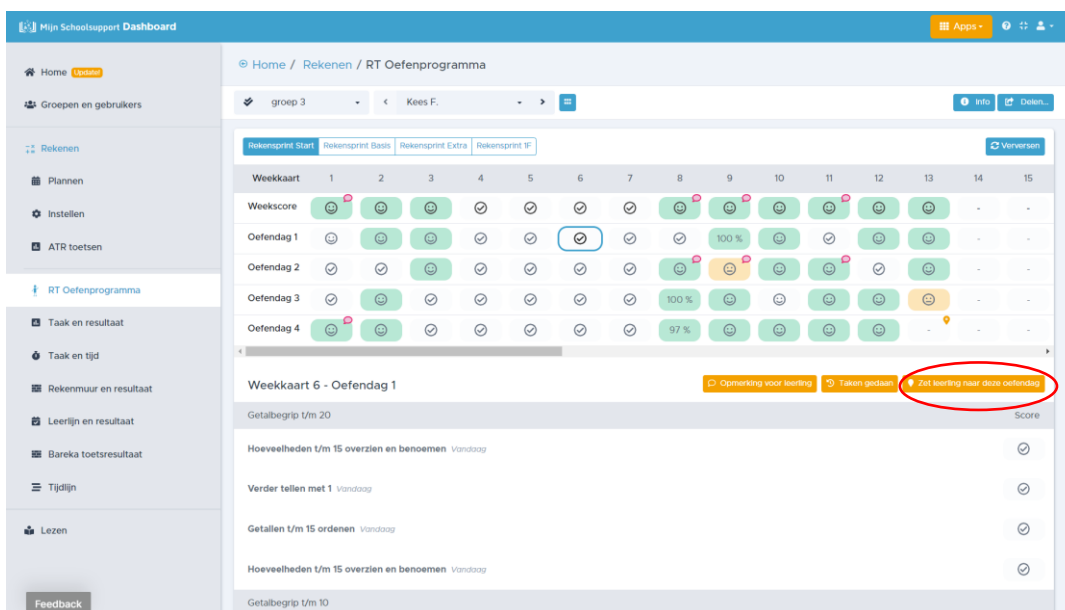 Mijn Schoolsupport Dashboard
Apps
Home Update!
Groepen en gebruikers
Rekenen
Plannen
Instellen
ATR toetsen
RT Oefenprogramma
Taak en resultaat
Taak en tijd
Rekenmuur en resultaat
Leerlijn en resultaat
Bareka toetsresultaat
Tijdlijn
Lezen
Feedback
Home / Rekenen / RT Oefenprogramma
groep 3 Kees F. Info Delen...
Rekensprint Start Rekensprint Basis Rekensprint Extra Rekensprint 1F Verversen
Weekkaart 1 2 3 4 5 6 7 8 9 10 11 12 13 14 15
Weekscore - -
Oefendag 1 100 % - -
Oefendag 2 - -
Oefendag 3 100 % - -
Oefendag 4 97 % - - -
Weekkaart 6 - Oefendag 1 Opmerking voor leerling Taken gedaan Zet leerling naar deze oefendag
Getalbegrip t/m 20 Score
Hoeveelheden t/m 15 overzien en benoemen Vandaag
Verder tellen met 1 Vandaag
Getallen t/m 15 ordenen Vandaag
Hoeveelheden t/m 15 overzien en benoemen Vandaag
Getalbegrip t/m 10